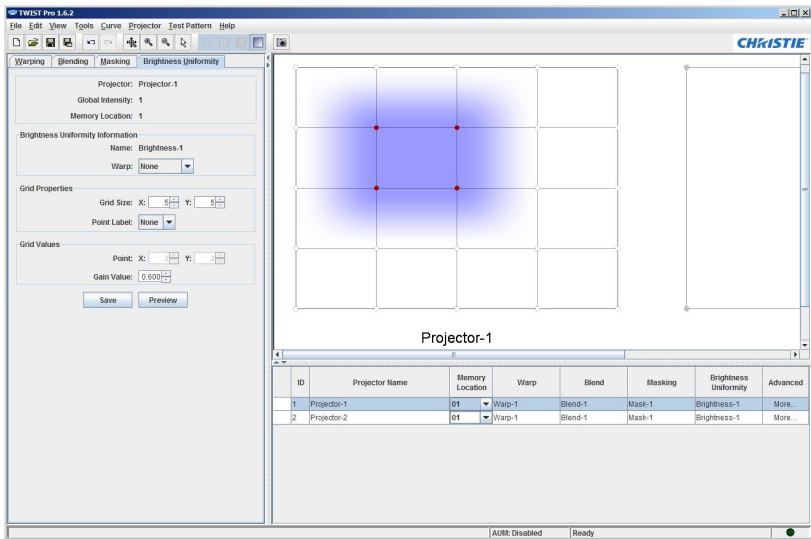 TWIST Pro 1.6.2
File Edit View Tools Curve Projector Test Pattern Help
CHRISTIE
Warping Blending Masking Brightness Uniformity
Projector: Projector-1
Global Intensity: 1
Memory Location: 1
Brightness Uniformity Information
Name: Brightness-1
Warp: None
Grid Properties
Grid Size: X: 5 Y: 5
Point Label: None
Grid Values
Point: X: 2 Y: 2
Gain Value: 0.600
Save Preview
Projector-1
ID Projector Name Memory Location Warp Blend Masking Brightness Uniformity Advanced
1 Projector-1 01 Warp-1 Blend-1 Mask-1 Brightness-1 More...
2 Projector-2 01 Warp-1 Blend-1 Mask-1 Brightness-1 More...
AUM: Disabled Ready